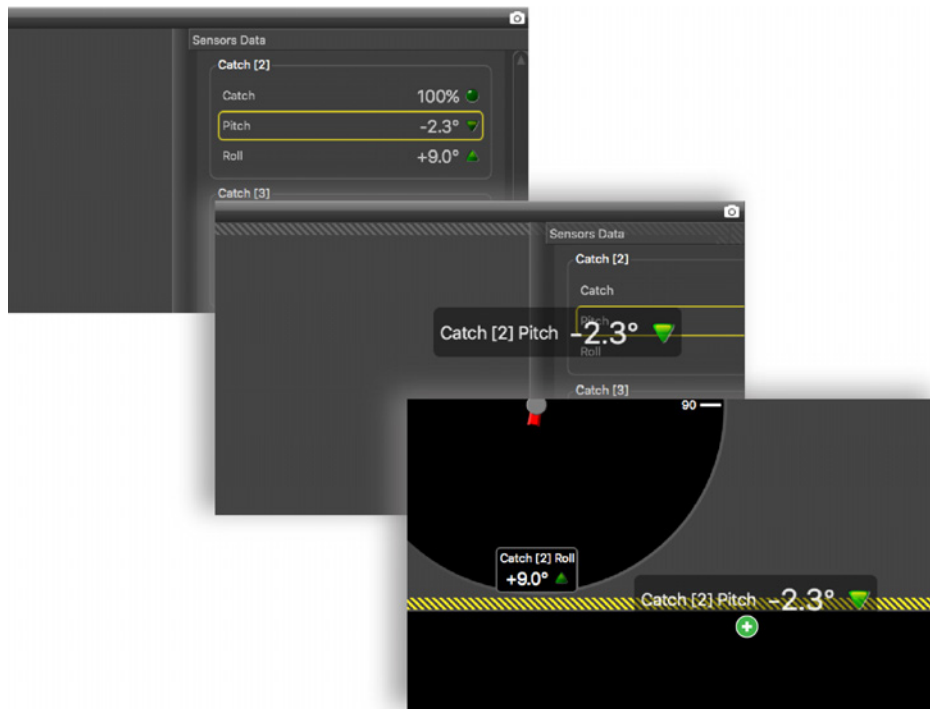 Sensors Data
Catch [2]
Catch 100%
Pitch -2.3°
Roll +9.0°
Catch [3]
Sensors Data
Catch [2]
Catch
Pitch
Catch [2] Pitch -2.3°
Roll
Catch [3]
90
Catch [2] Roll
+9.0°
Catch [2] Pitch -2.3°